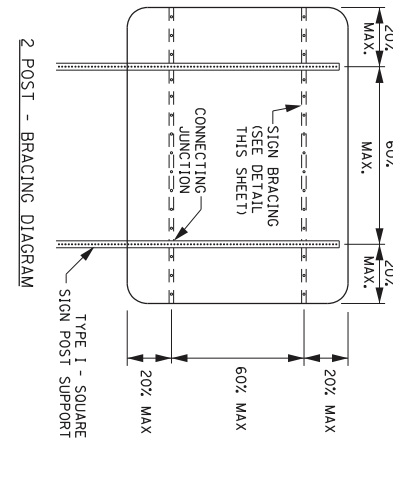 20%
MAX.
60%
MAX.
20%
MAX.
SIGN BRACING
(SEE DETAIL
THIS SHEET)
CONNECTING
JUNCTION
20% MAX
60% MAX
20% MAX
TYPE I - SQUARE
SIGN POST SUPPORT
2 POST - BRACING DIAGRAM